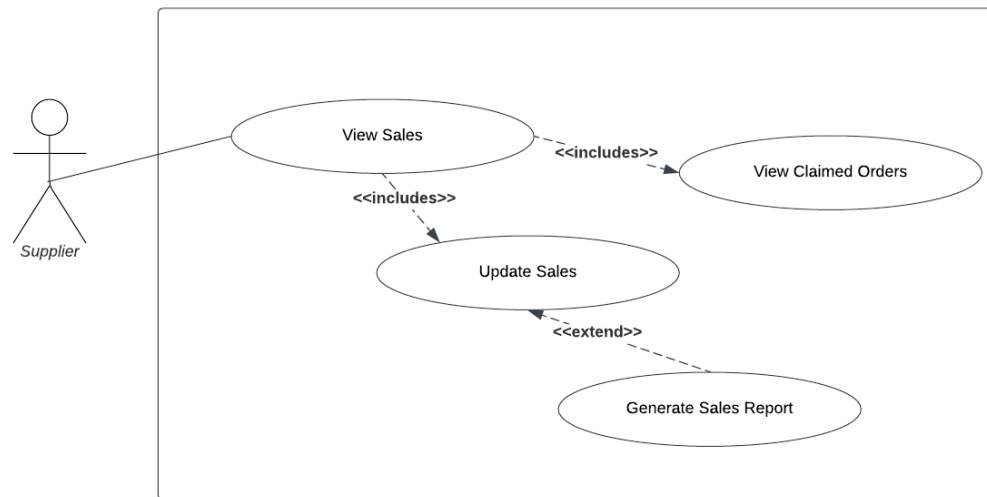 View Sales
<<includes>>
View Claimed Orders
<<includes>>
Supplier
Update Sales
<<extend>>
Generate Sales Report